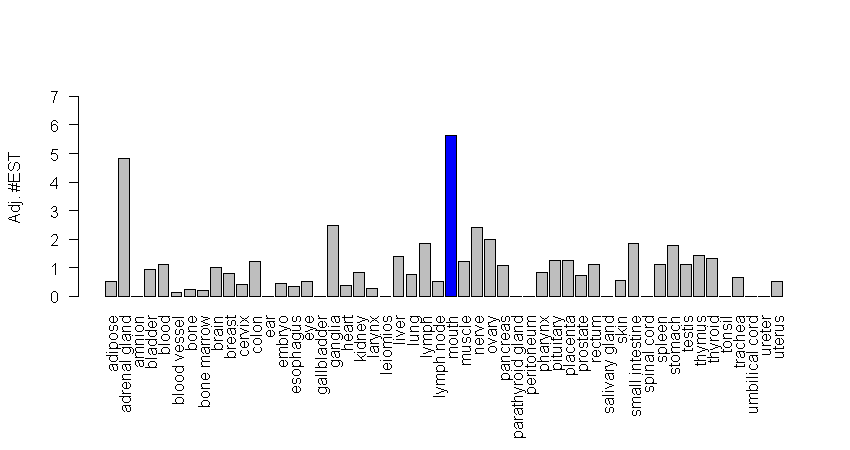 Adj. #EST
7
6
5
4
3
2
1
0
adipose
adrenal gland
amnion
bladder
blood
blood vessel
bone
bone marrow
brain
breast
cervix
colon
ear
embryo
esophagus
eye
gallbladder
ganglia
heart
kidney
larynx
leiomios
liver
lung
lymph
lymph node
mouth
muscle
nerve
ovary
pancreas
parathyroid gland
peritoneum
pharynx
pituitary
placenta
prostate
rectum
salivary gland
skin
small intestine
spinal cord
spleen
stomach
testis
thymus
thyroid
tonsil
trachea
umbilical cord
ureter
uterus